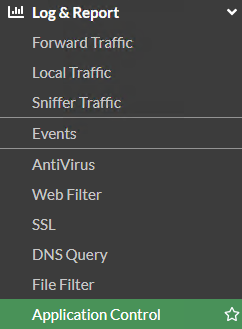 Log & Report
Forward Traffic
Local Traffic
Sniffer Traffic
Events
AntiVirus
Web Filter
SSL
DNS Query
File Filter
Application Control